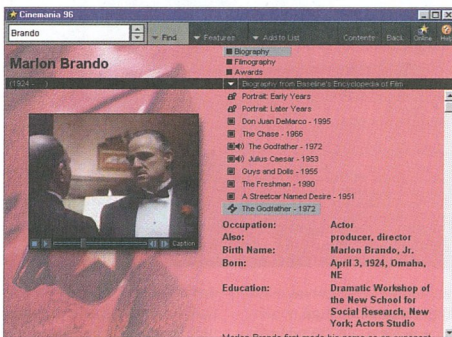 Cinemania 96
Brando
Find
Features
Add to List
Contents
Back
Online
Help
Marlon Brando
Biography
Filmography
Awards
(1924 - )
Biography from Baseline's Encyclopedia of Film
Portrait: Early Years
Portrait: Later Years
Don Juan DeMarco - 1995
The Chase - 1966
The Godfather - 1972
Julius Caesar - 1953
Guys and Dolls - 1955
The Freshman - 1990
A Streetcar Named Desire - 1951
The Godfather - 1972
Caption
Occupation: Actor
Also: producer, director
Birth Name: Marlon Brando, Jr.
Born: April 3, 1924, Omaha,
NE
Education: Dramatic Workshop of
the New School for
Social Research, New
York; Actors Studio